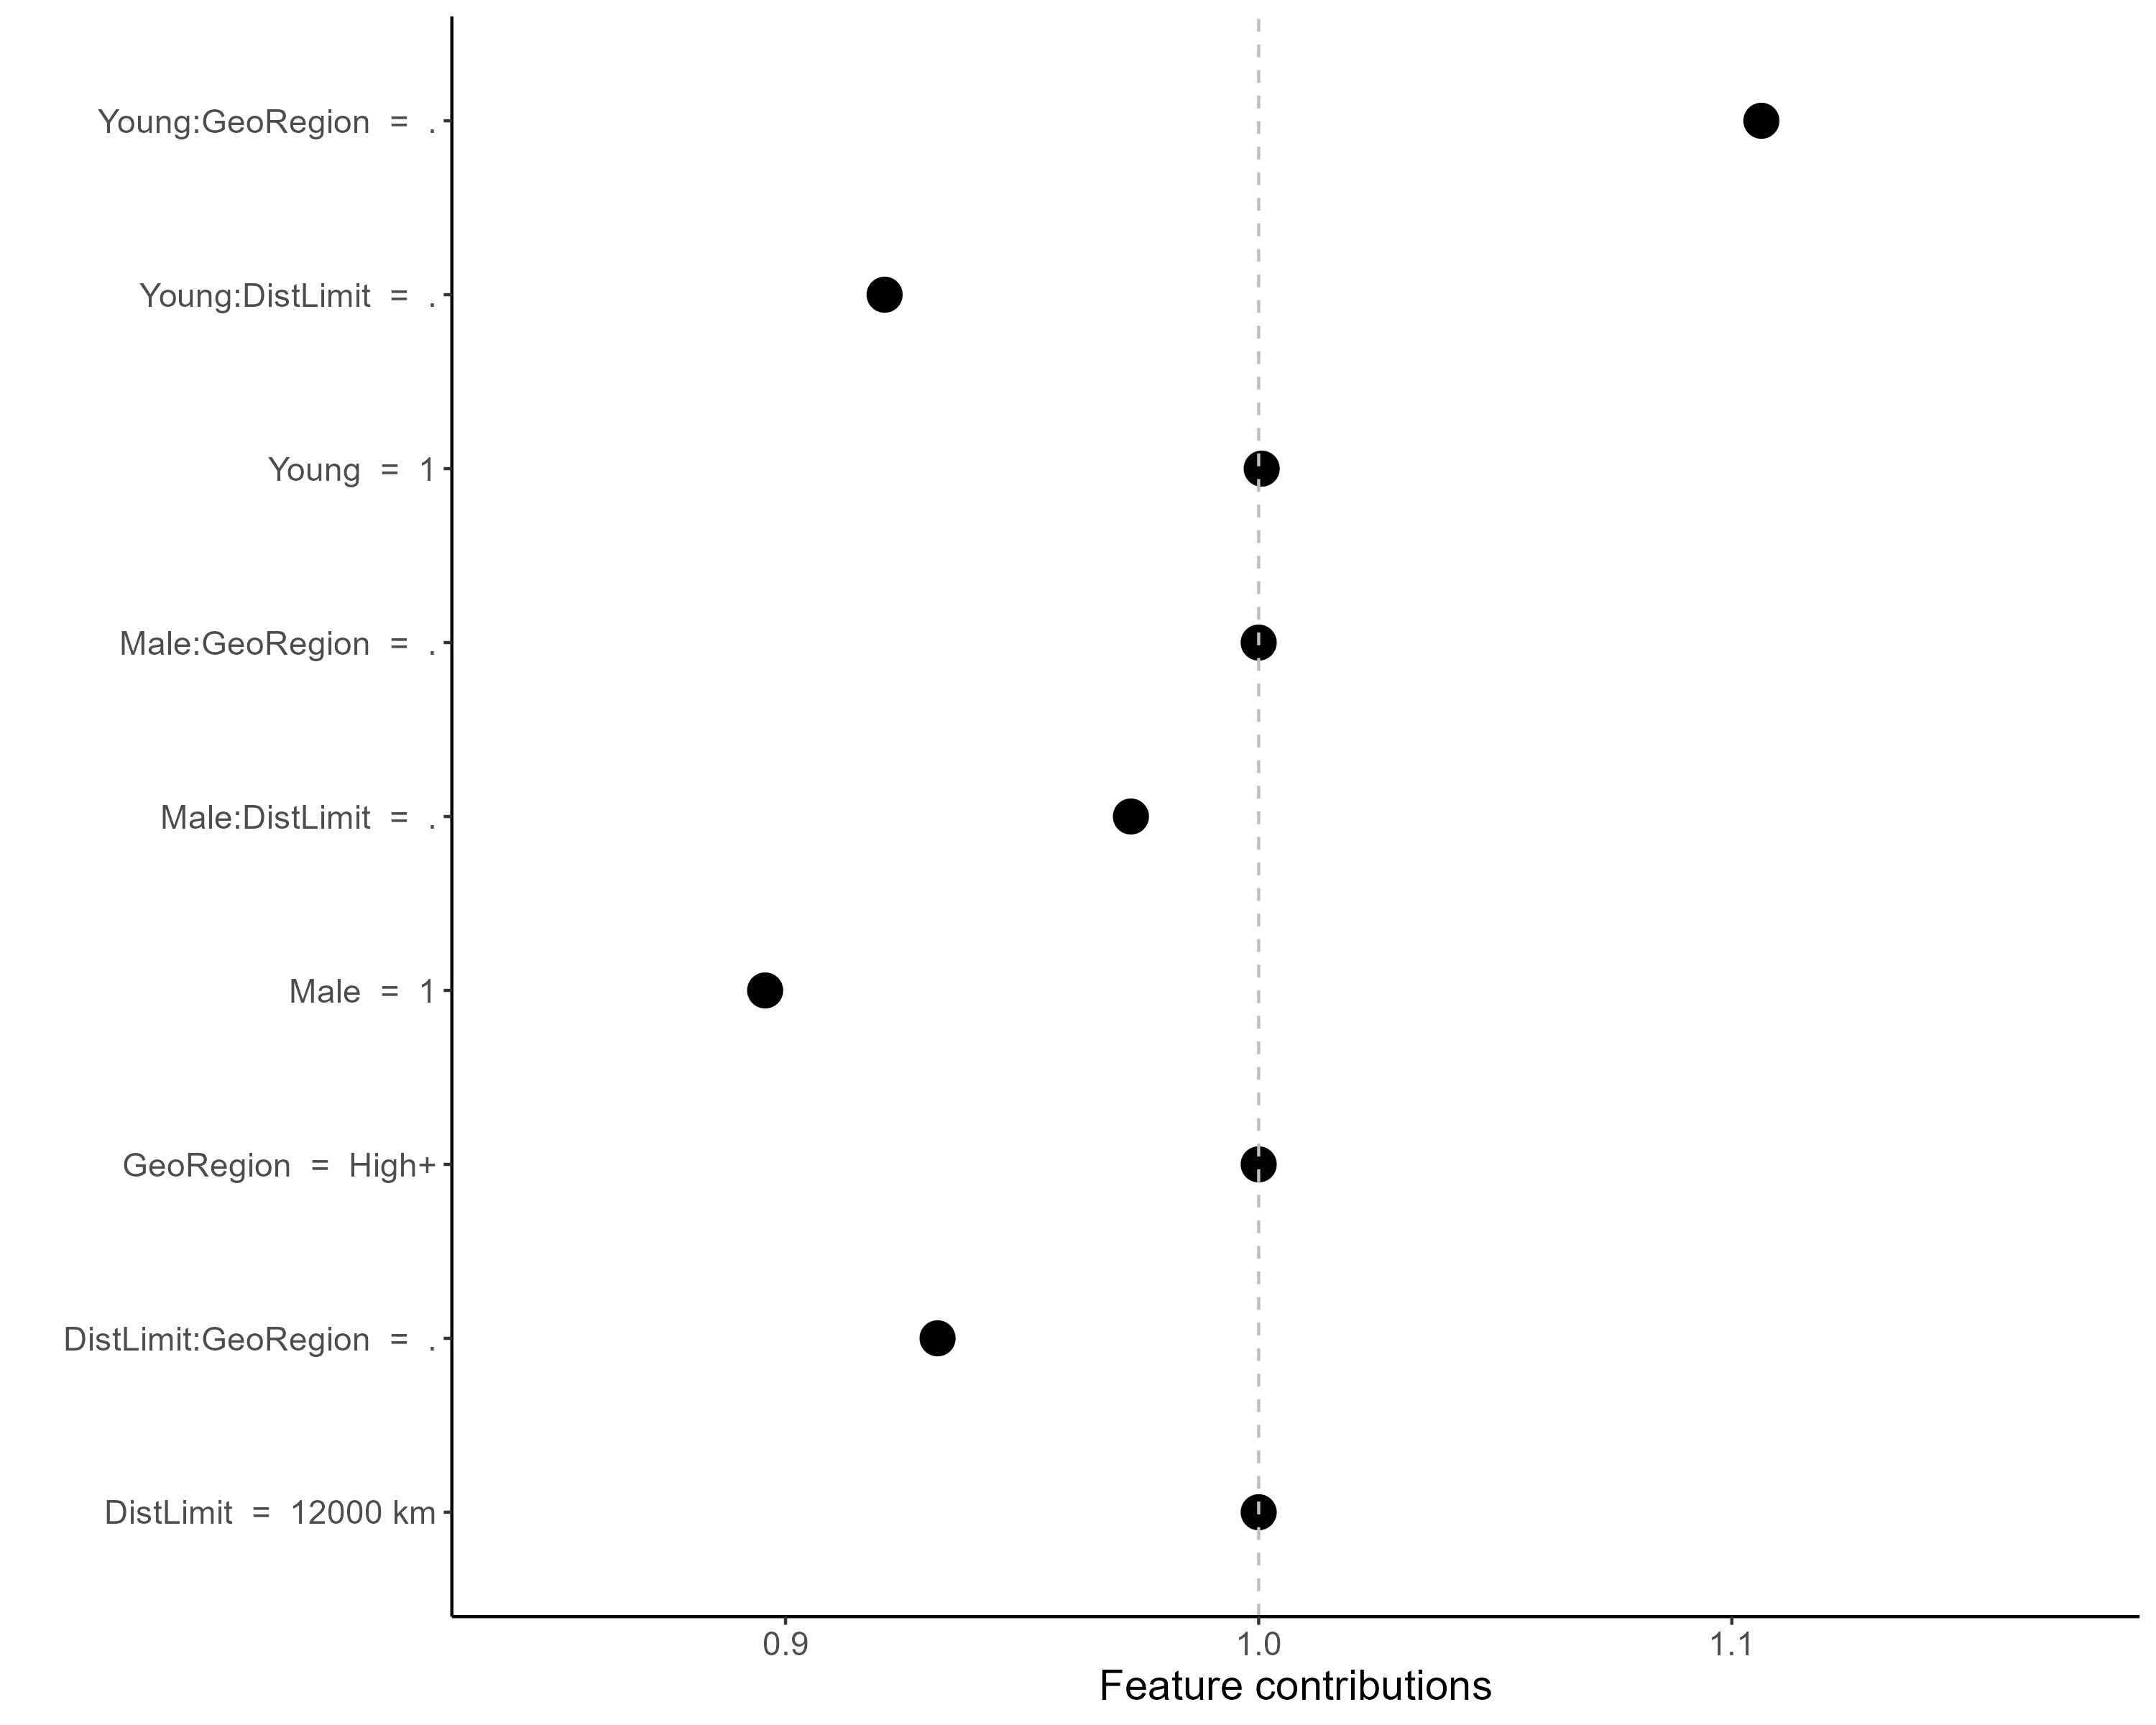 Young:GeoRegion = .
Young:DistLimit = .
Young = 1
Male:GeoRegion = .
Male:DistLimit = .
Male = 1
GeoRegion = High+
DistLimit:GeoRegion = .
DistLimit = 12000 km
0.9 1.0 1.1
Feature contributions